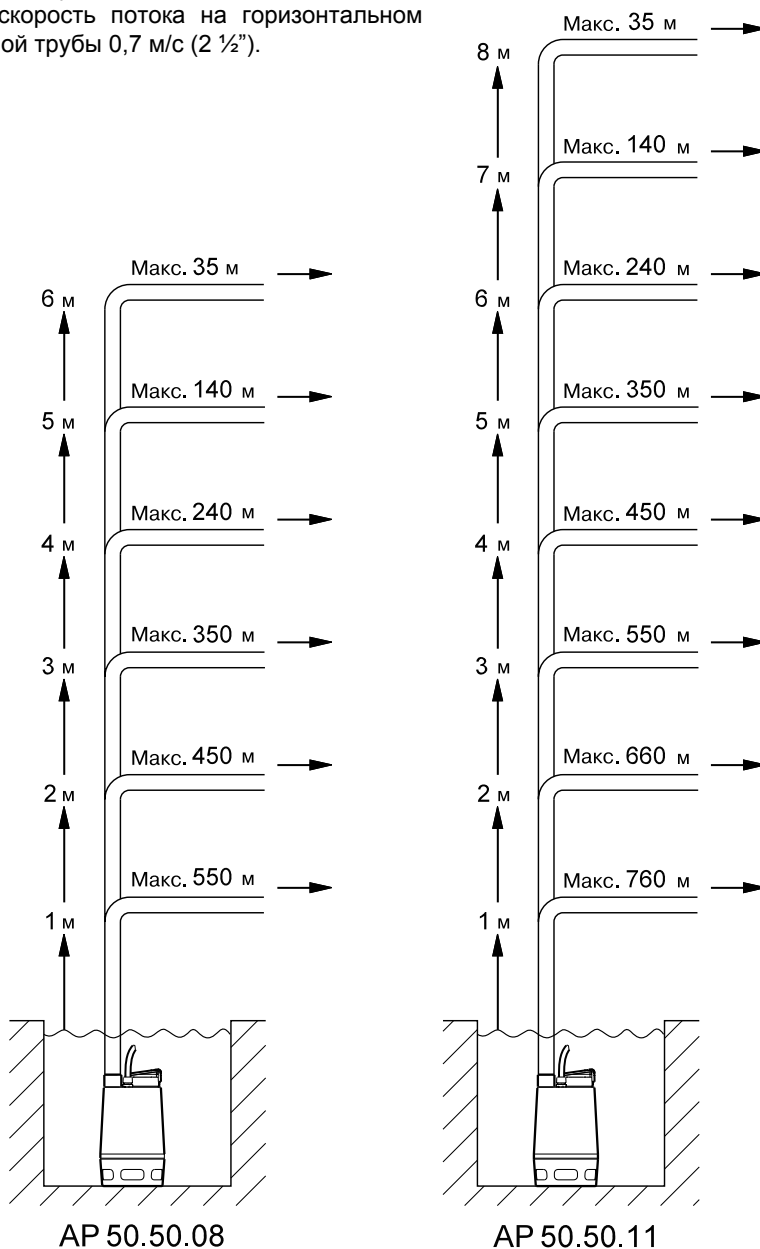 скорость потока на горизонтальном
ой трубы 0,7 м/с (2 ½”).
Макс. 35 м
6 м
Макс. 140 м
5 м
Макс. 240 м
4 м
Макс. 350 м
3 м
Макс. 450 м
2 м
Макс. 550 м
1 м
AP 50.50.08
Макс. 35 м
8 м
Макс. 140 м
7 м
Макс. 240 м
6 м
Макс. 350 м
5 м
Макс. 450 м
4 м
Макс. 550 м
3 м
Макс. 660 м
2 м
Макс. 760 м
1 м
AP 50.50.11